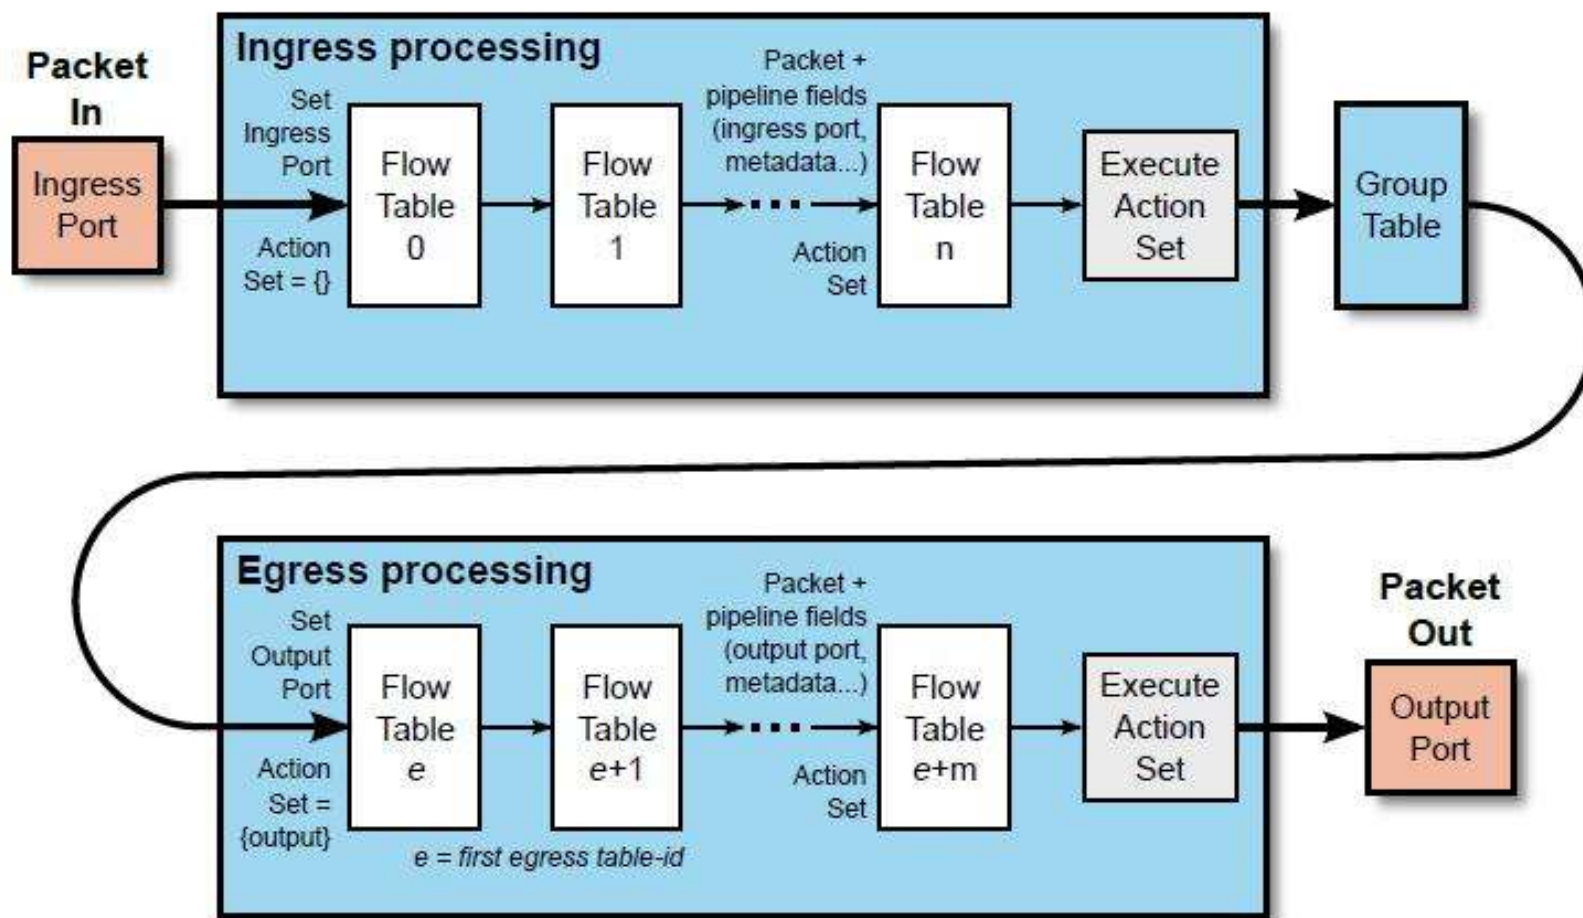 Packet
In
Ingress
Port
Ingress processing
Set
Ingress
Port
Action
Set = {}
Flow
Table
0
Flow
Table
1
Packet +
pipeline fields
(ingress port,
metadata...)
Action
Set
Flow
Table
n
Execute
Action
Set
Group
Table
Egress processing
Set
Output
Port
Action
Set =
{output}
Flow
Table
e
Flow
Table
e+1
e = first egress table-id
Packet +
pipeline fields
(output port,
metadata...)
Action
Set
Flow
Table
e+m
Execute
Action
Set
Packet
Out
Output
Port